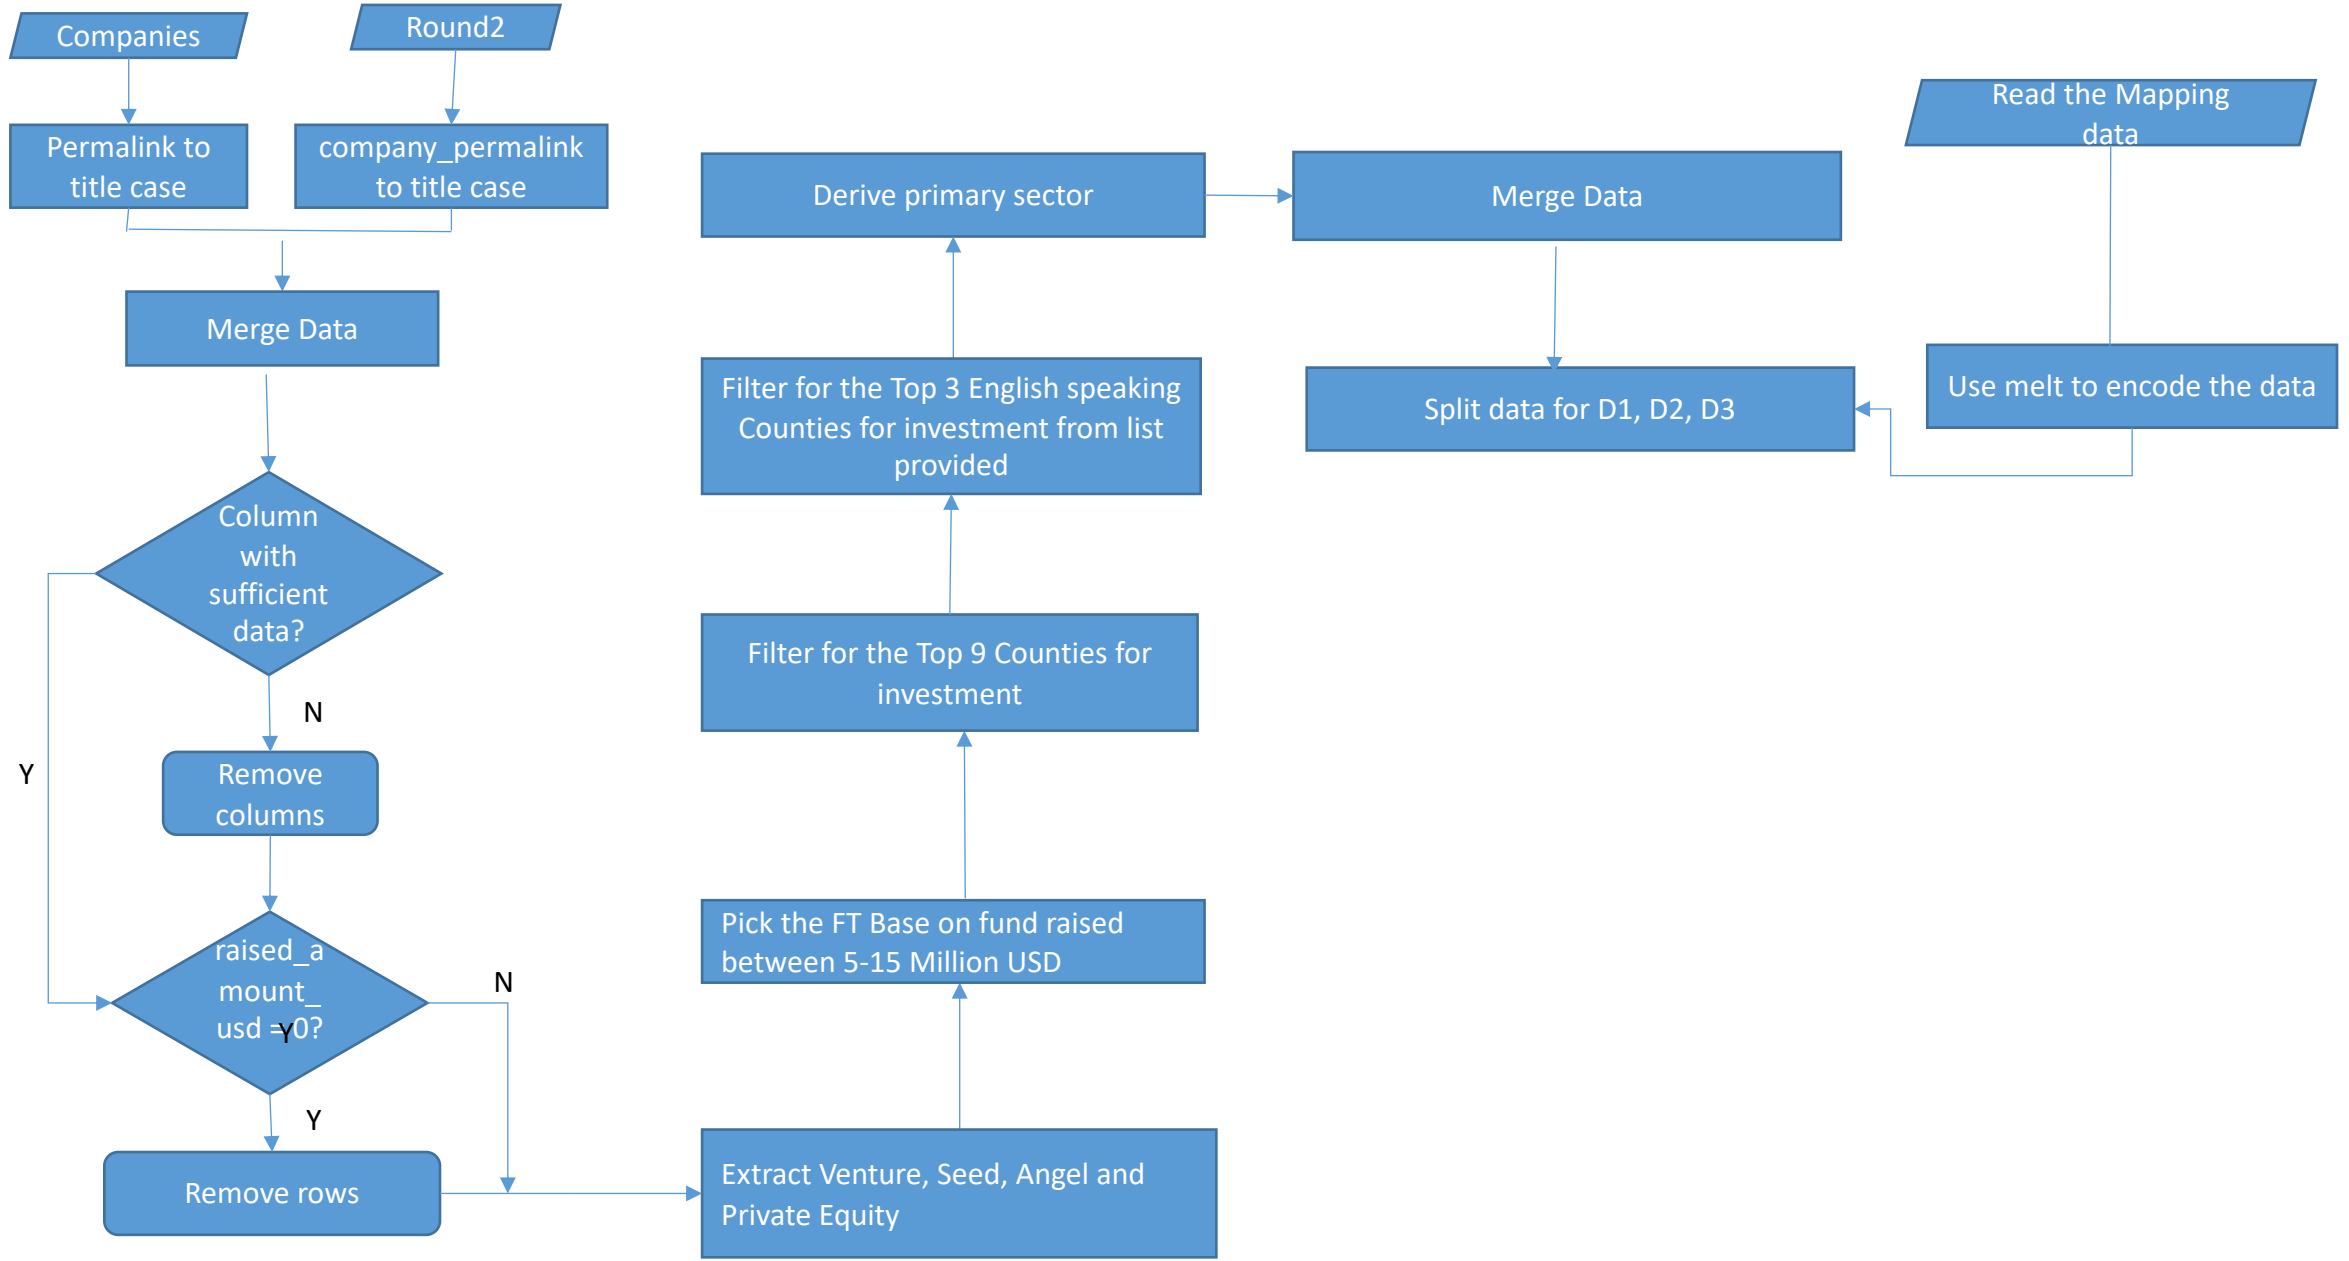 Companies
Round2
Permalink to
title case
company_permalink
to title case
Merge Data
Column
with
sufficient
data?
N
Y
Remove
columns
raised_a
mount_
usd = 0?
Y
N
Y
Remove rows
Extract Venture, Seed, Angel and
Private Equity
Pick the FT Base on fund raised
between 5-15 Million USD
Filter for the Top 9 Counties for
investment
Filter for the Top 3 English speaking
Counties for investment from list
provided
Derive primary sector
Merge Data
Split data for D1, D2, D3
Read the Mapping
data
Use melt to encode the data